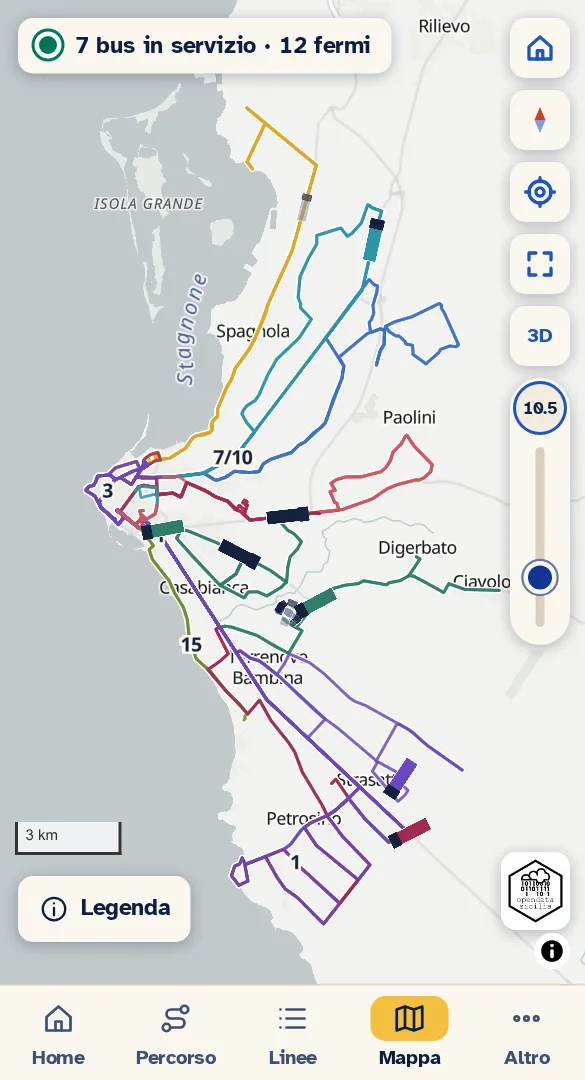 7 bus in servizio · 12 fermi
Rilievo
ISOLA GRANDE
Stagnone
Spagnola
3D
10.5
Paolini
7/10
3
Digerbato
Ciavolo
Casabianca
15
Terrenove
Bambina
Strasatti
Petrosino
1
3 km
Legenda
opendata
sicilia
Home
Percorso
Linee
Mappa
Altro